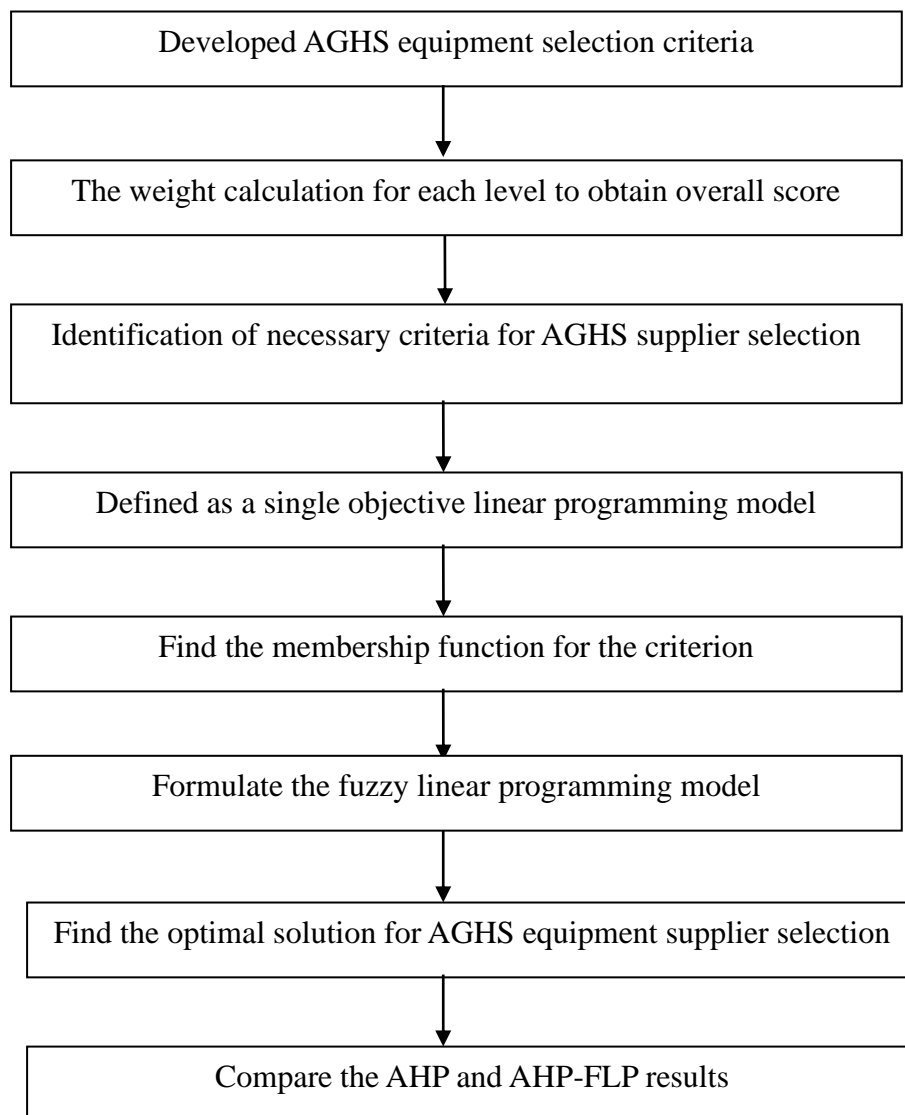 Developed AGHS equipment selection criteria
The weight calculation for each level to obtain overall score
Identification of necessary criteria for AGHS supplier selection
Defined as a single objective linear programming model
Find the membership function for the criterion
Formulate the fuzzy linear programming model
Find the optimal solution for AGHS equipment supplier selection
Compare the AHP and AHP-FLP results